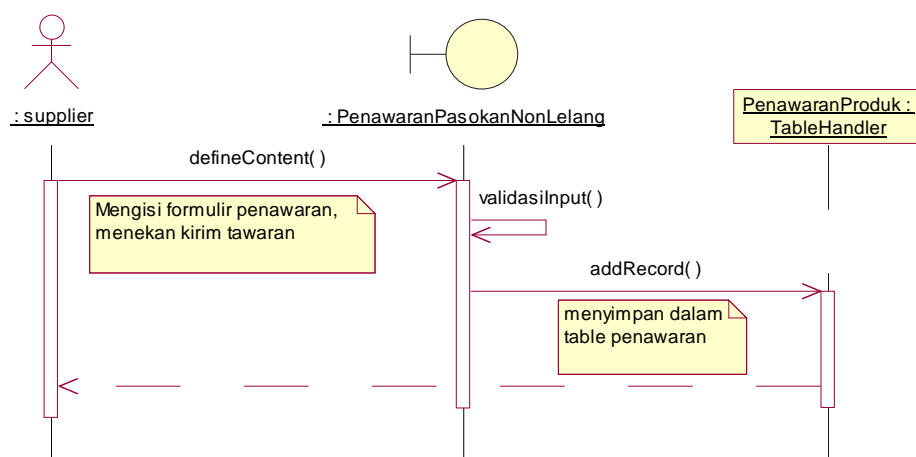 : supplier
: PenawaranPasokanNonLelang
PenawaranProduk :
TableHandler
defineContent( )
Mengisi formulir penawaran,
menekan kirim tawaran
validasiInput( )
addRecord( )
menyimpan dalam
table penawaran